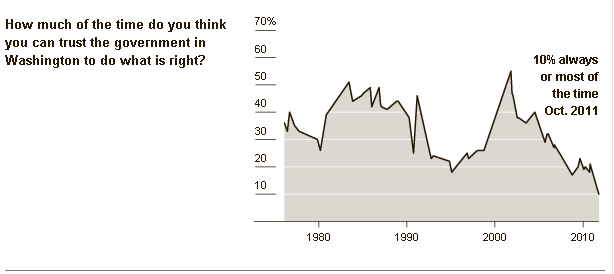 How much of the time do you think
you can trust the government in
Washington to do what is right?
70%
60
50
40
30
20
10
10% always
or most of
the time
Oct. 2011
1980
1990
2000
2010